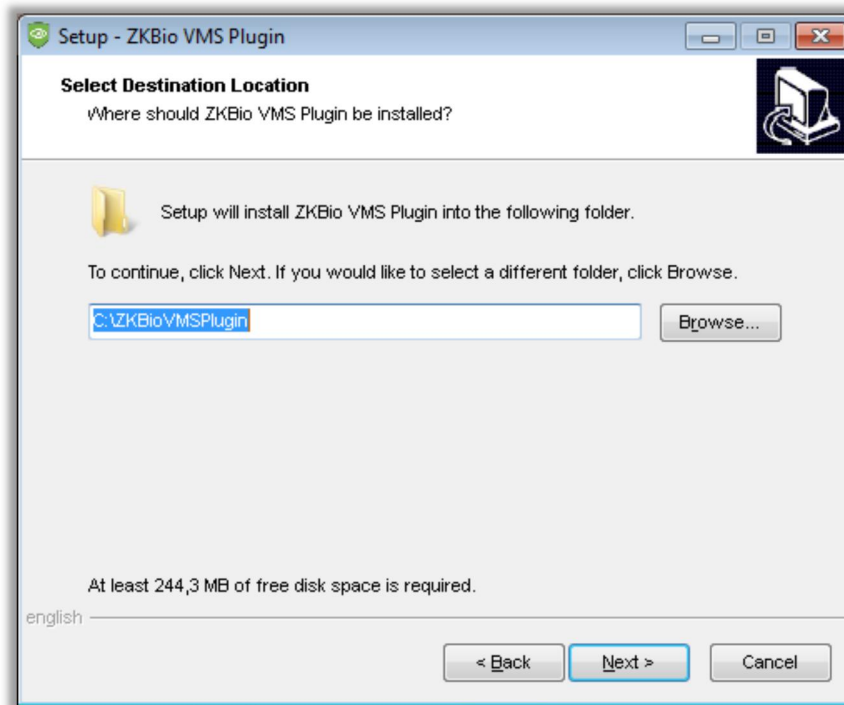 Setup - ZKBio VMS Plugin
Select Destination Location
Where should ZKBio VMS Plugin be installed?
Setup will install ZKBio VMS Plugin into the following folder.
To continue, click Next. If you would like to select a different folder, click Browse.
C:\ZKBioVMSPlugin
Browse...
At least 244,3 MB of free disk space is required.
english
< Back
Next >
Cancel